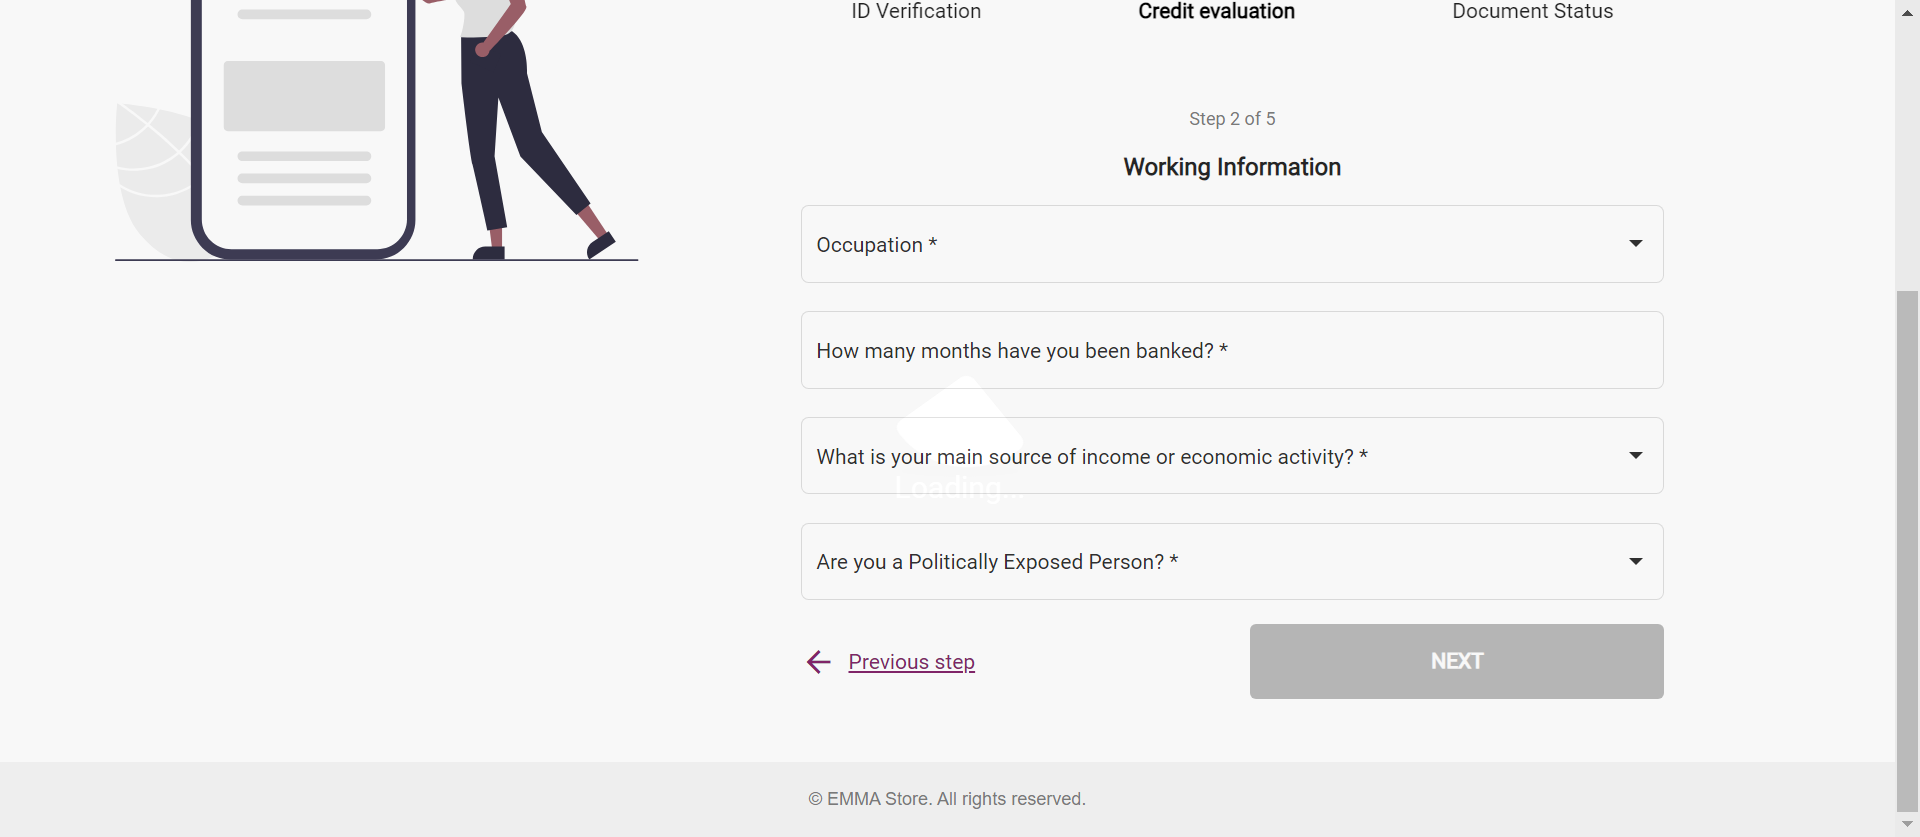 ID Verification
Credit evaluation
Document Status
Step 2 of 5
Working Information
Occupation *
How many months have you been banked? *
What is your main source of income or economic activity? *
Loading...
Are you a Politically Exposed Person? *
Previous step
NEXT
© EMMA Store. All rights reserved.